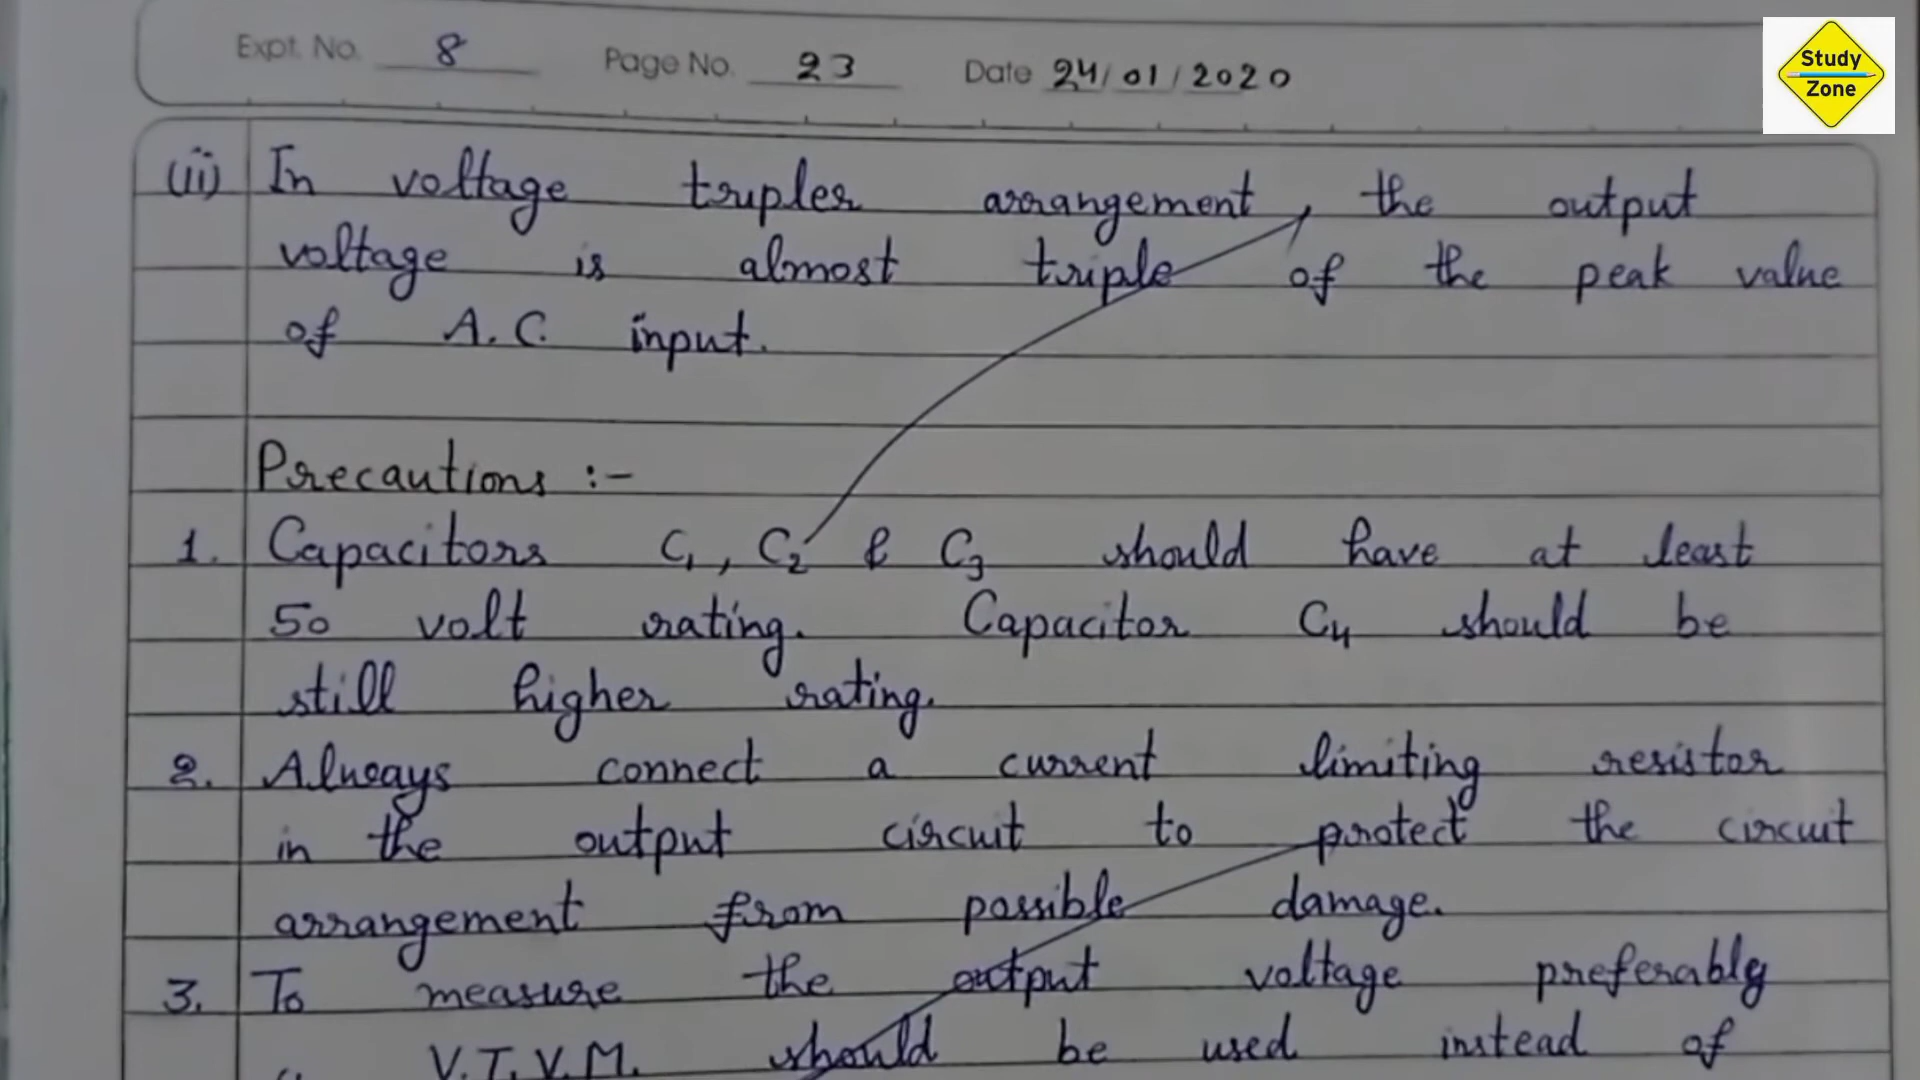 Expt. No. 8 Page No. 23 Date 24/01/2020
Study
Zone
(ii) In voltage tripler arrangement, the output
voltage is almost triple of the peak value
of A.C. input.
Precautions :-
1. Capacitors C1, C2 & C3 should have at least
50 volt rating. Capacitor C4 should be
still higher rating.
2. Always connect a current limiting resistor
in the output circuit to protect the circuit
arrangement from possible damage.
3. To measure the output voltage preferably
V.T.V.M. should be used instead of